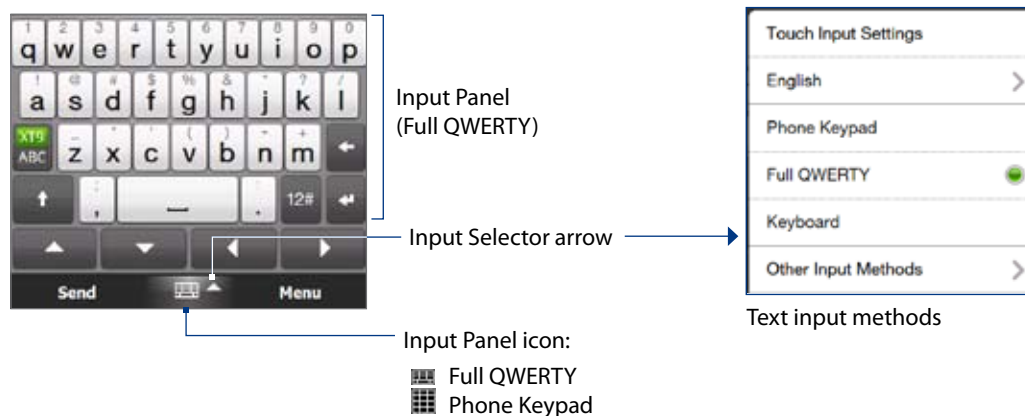 1 2 3 4 5 6 7 8 9 0
q w e r t y u i o p
! @ # $ % & ? /
a s d f g h j k l
XT9 ( ) - +
ABC z x c v b n m
, . 12#
Send Menu
Input Panel
(Full QWERTY)
Input Selector arrow
Input Panel icon:
Full QWERTY
Phone Keypad
Touch Input Settings
English
Phone Keypad
Full QWERTY
Keyboard
Other Input Methods
Text input methods